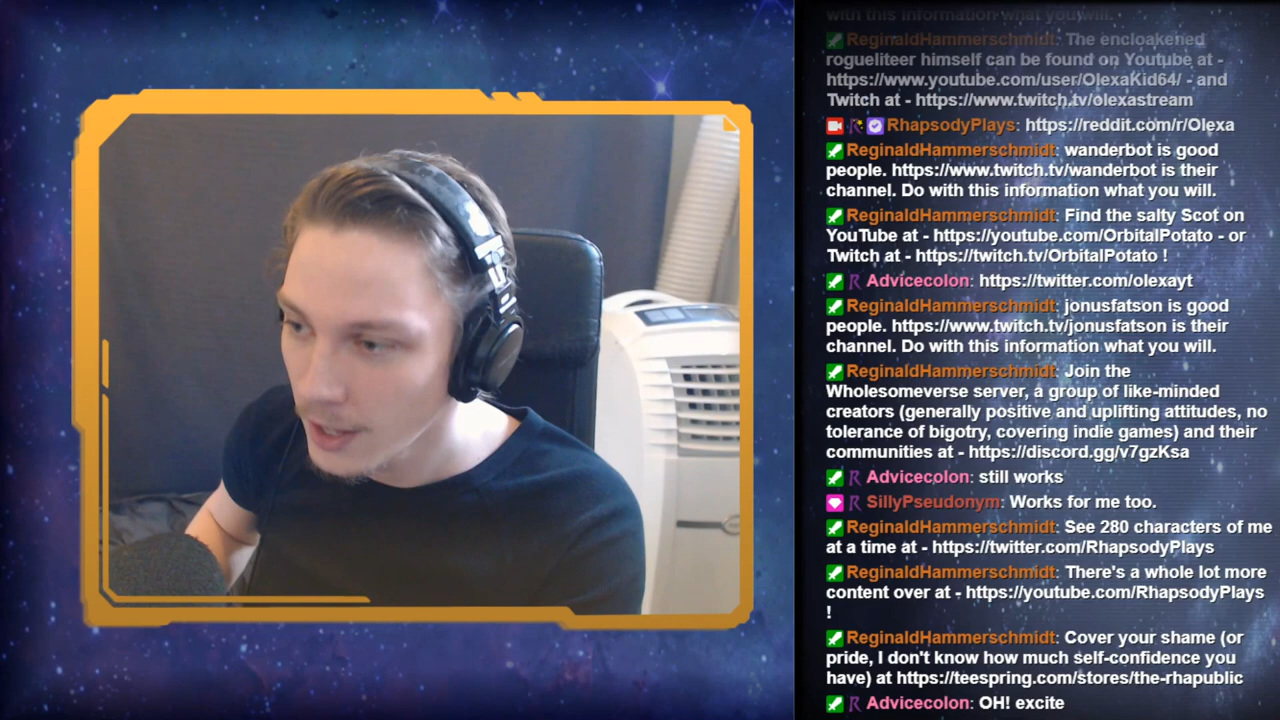 with this information what you will.
ReginaldHammerschmidt: The encloakened
rogueliteer himself can be found on Youtube at -
https://www.youtube.com/user/OlexaKid64/ - and
Twitch at - https://www.twitch.tv/olexastream
RhapsodyPlays: https://reddit.com/r/Olexa
ReginaldHammerschmidt: wanderbot is good
people. https://www.twitch.tv/wanderbot is their
channel. Do with this information what you will.
ReginaldHammerschmidt: Find the salty Scot on
YouTube at - https://youtube.com/OrbitalPotato - or
Twitch at - https://twitch.tv/OrbitalPotato !
Advicecolon: https://twitter.com/olexayt
ReginaldHammerschmidt: jonusfatson is good
people. https://www.twitch.tv/jonusfatson is their
channel. Do with this information what you will.
ReginaldHammerschmidt: Join the
Wholesomeverse server, a group of like-minded
creators (generally positive and uplifting attitudes, no
tolerance of bigotry, covering indie games) and their
communities at - https://discord.gg/v7gzKsa
Advicecolon: still works
SillyPseudonym: Works for me too.
ReginaldHammerschmidt: See 280 characters of me
at a time at - https://twitter.com/RhapsodyPlays
ReginaldHammerschmidt: There's a whole lot more
content over at - https://youtube.com/RhapsodyPlays
!
ReginaldHammerschmidt: Cover your shame (or
pride, I don't know how much self-confidence you
have) at https://teespring.com/stores/the-rhapublic
Advicecolon: OH! excite